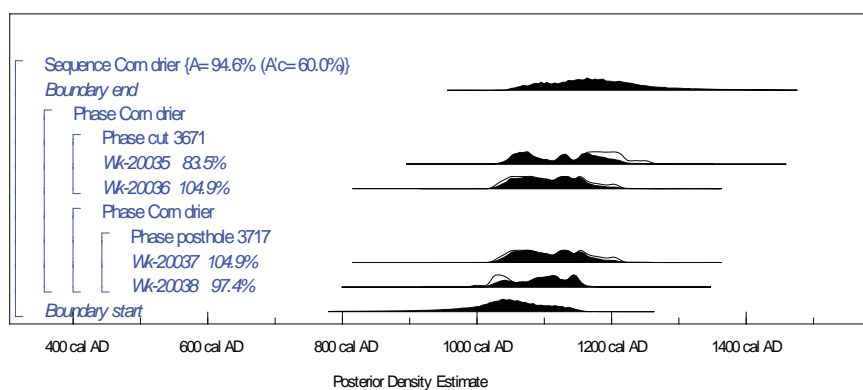 Sequence Corn drier {A= 94.6% (A'c= 60.0%)}
Boundary end
Phase Corn drier
Phase cut 3671
Wk-20035 83.5%
Wk-20036 104.9%
Phase Corn drier
Phase posthole 3717
Wk-20037 104.9%
Wk-20038 97.4%
Boundary start
400 cal AD 600 cal AD 800 cal AD 1000 cal AD 1200 cal AD 1400 cal AD
Posterior Density Estimate